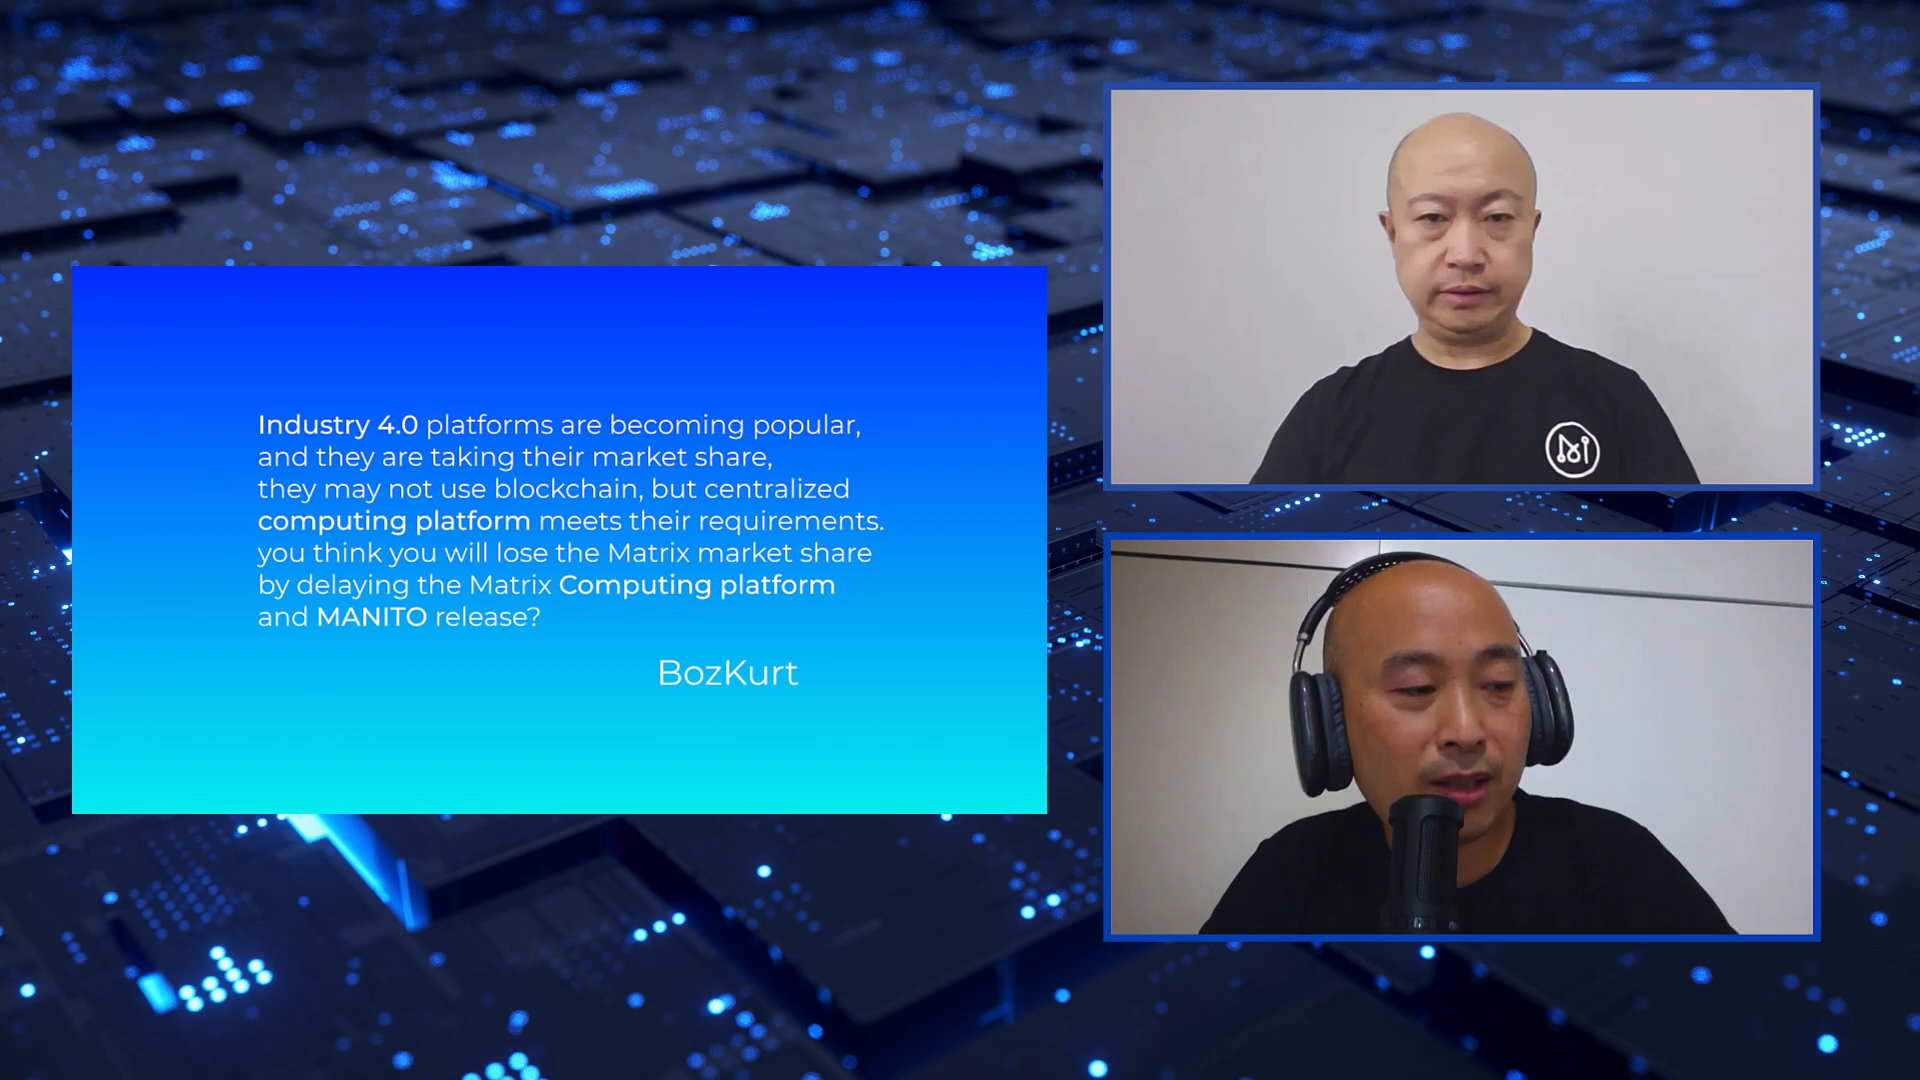 Industry 4.0 platforms are becoming popular,
and they are taking their market share,
they may not use blockchain, but centralized
computing platform meets their requirements.
you think you will lose the Matrix market share
by delaying the Matrix Computing platform
and MANITO release?
BozKurt